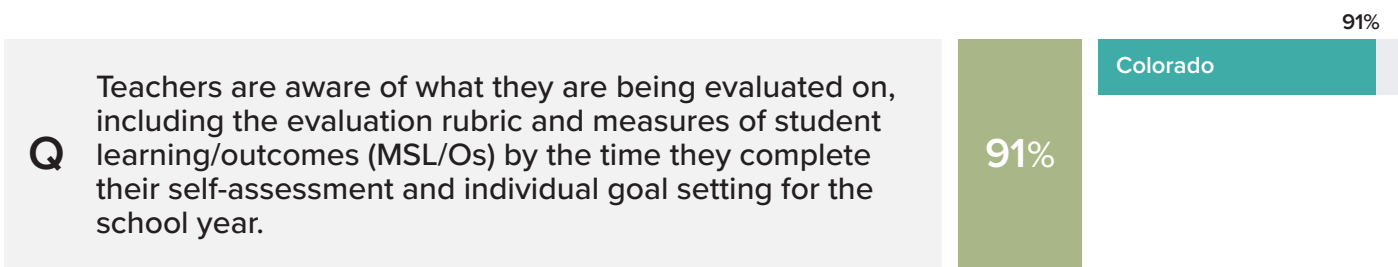 91%
Colorado
Q
Teachers are aware of what they are being evaluated on,
including the evaluation rubric and measures of student
learning/outcomes (MSL/Os) by the time they complete
their self-assessment and individual goal setting for the
school year.
91%